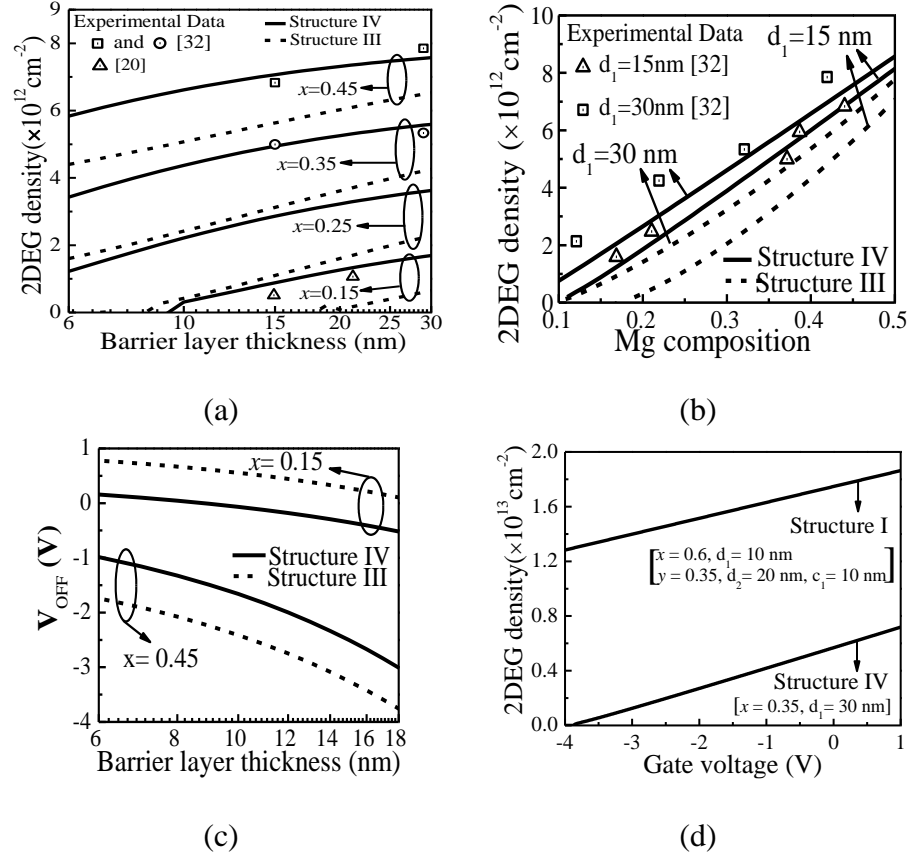 Experimental Data
and [32]
[20]
Structure IV
Structure III
x=0.45
x=0.35
x=0.25
x=0.15
2DEG density(×10¹²cm⁻²)
8
6
4
2
0
6 10 15 20 25 30
Barrier layer thickness (nm)
(a)
Experimental Data
d₁=15nm [32]
d₁=30nm [32]
d₁=15 nm
d₁=30 nm
Structure IV
Structure III
2DEG density (×10¹² cm⁻²)
10
8
6
4
2
0
0.1 0.2 0.3 0.4 0.5
Mg composition
(b)
x= 0.15
Structure IV
Structure III
x= 0.45
V_OFF (V)
1
0
-1
-2
-3
-4
6 8 10 12 14 16 18
Barrier layer thickness (nm)
(c)
2DEG density(×10¹³cm⁻²)
2.0
1.6
1.2
0.8
0.4
0.0
Structure I
[x = 0.6, d₁= 10 nm
y = 0.35, d₂= 20 nm, c₁= 10 nm]
Structure IV
[x = 0.35, d₁= 30 nm]
-4 -3 -2 -1 0 1
Gate voltage (V)
(d)